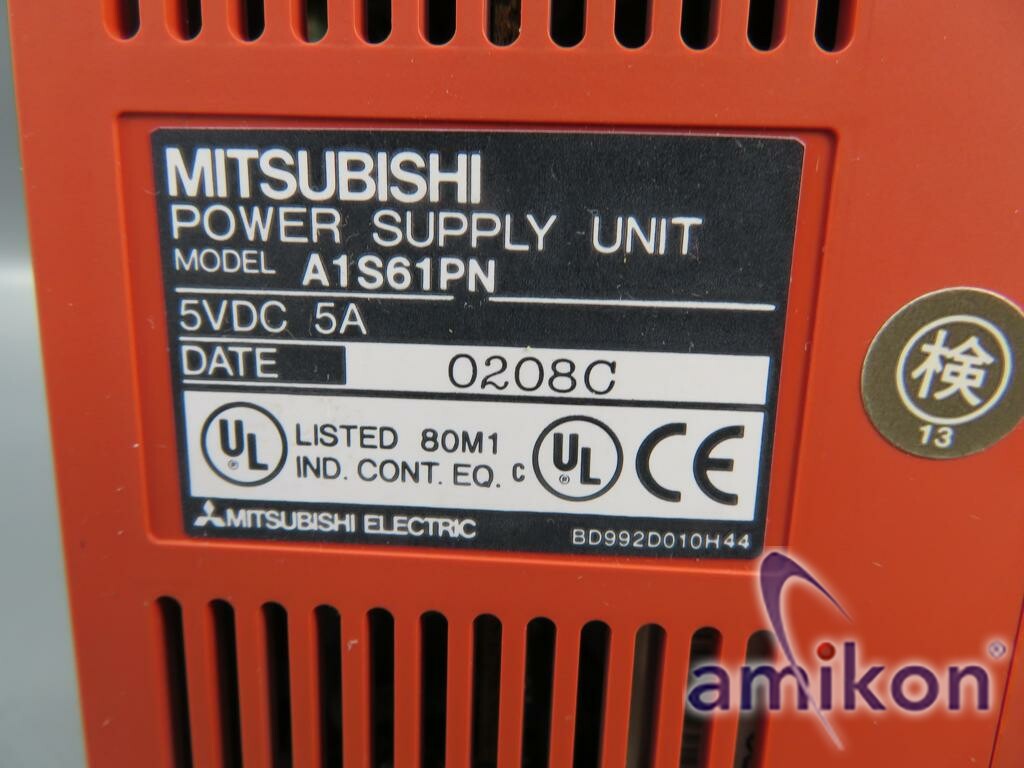 MITSUBISHI
POWER SUPPLY UNIT
MODEL A1S61PN
5VDC 5A
DATE 0208C
UL LISTED 80M1
IND. CONT. EQ. C UL CE
MITSUBISHI ELECTRIC BD992D010H44
検
13
amikon®